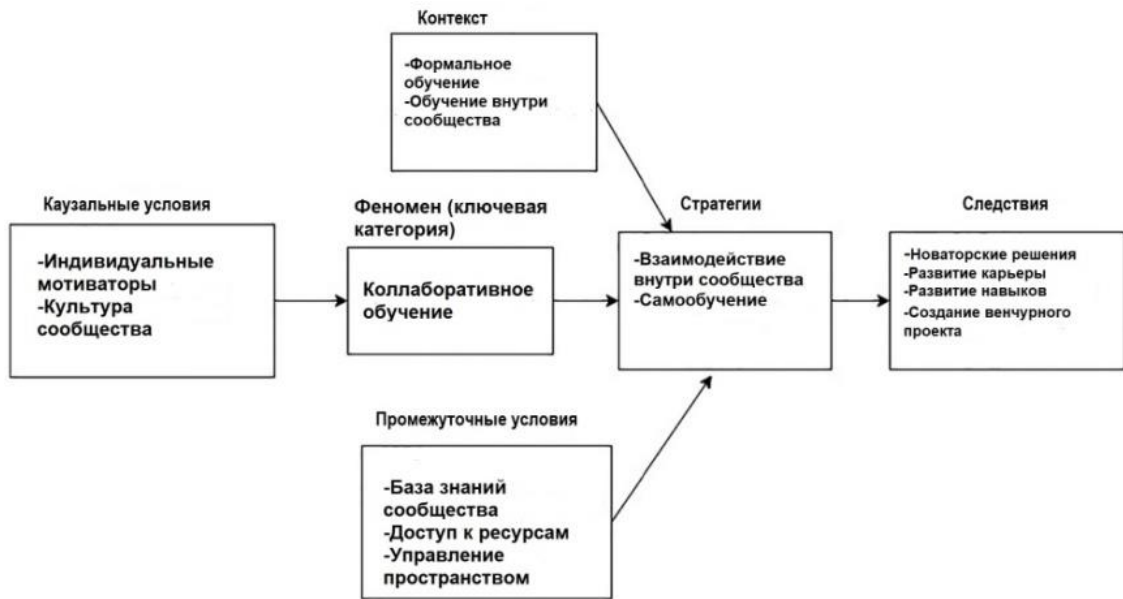 Контекст
-Формальное
обучение
-Обучение внутри
сообщества
Каузальные условия
-Индивидуальные
мотиваторы
-Культура
сообщества
Феномен (ключевая
категория)
Коллаборативное
обучение
Стратегии
-Взаимодействие
внутри сообщества
-Самообучение
Следствия
-Новаторские решения
-Развитие карьеры
-Развитие навыков
-Создание венчурного
проекта
Промежуточные условия
-База знаний
сообщества
-Доступ к ресурсам
-Управление
пространством